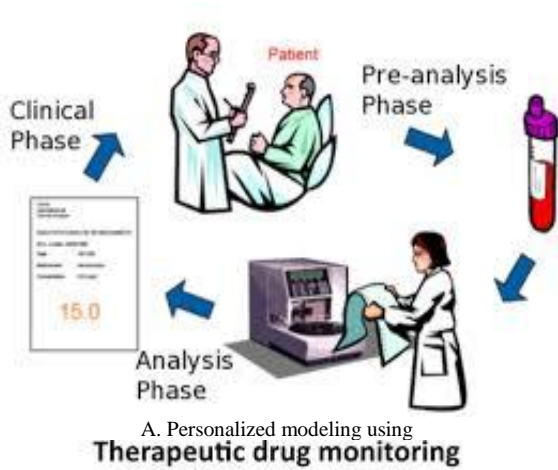 Patient
Pre-analysis
Phase
Clinical
Phase
15.0
Analysis
Phase
A. Personalized modeling using
Therapeutic drug monitoring